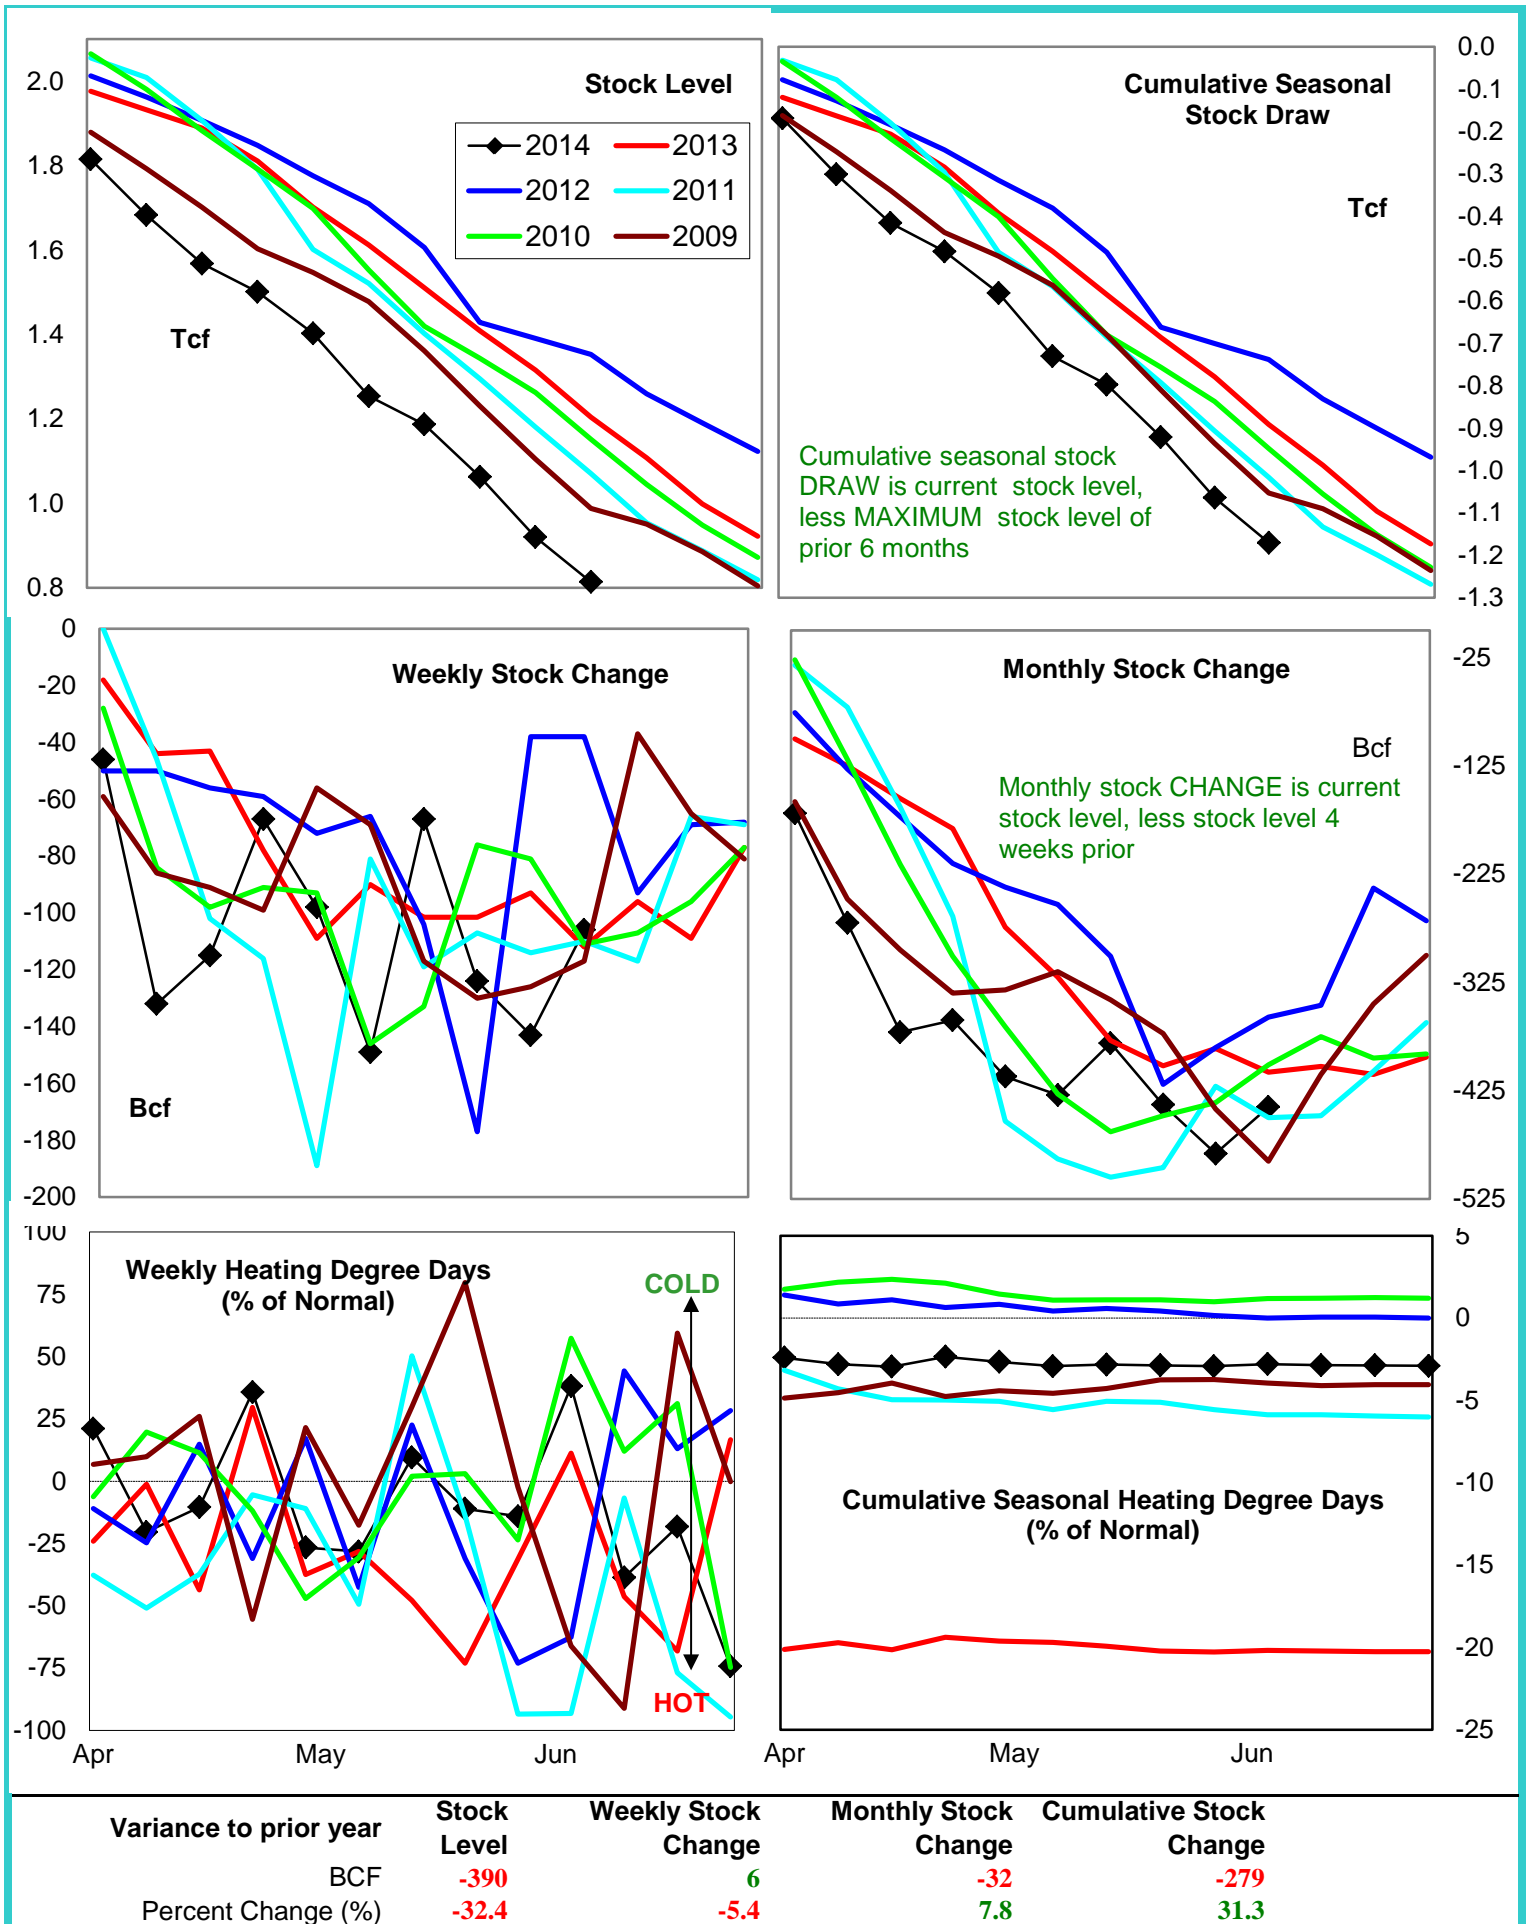 Stock Level
2.0
1.8
1.6
1.4
1.2
1.0
0.8
2014
2013
2012
2011
2010
2009
Tcf
Cumulative Seasonal
Stock Draw
Tcf
0.0
-0.1
-0.2
-0.3
-0.4
-0.5
-0.6
-0.7
-0.8
-0.9
-1.0
-1.1
-1.2
-1.3
Cumulative seasonal stock
DRAW is current stock level,
less MAXIMUM stock level of
prior 6 months
Weekly Stock Change
0
-20
-40
-60
-80
-100
-120
-140
-160
-180
-200
Bcf
Monthly Stock Change
Bcf
-25
-125
-225
-325
-425
-525
Monthly stock CHANGE is current
stock level, less stock level 4
weeks prior
Weekly Heating Degree Days
(% of Normal)
COLD
HOT
100
75
50
25
0
-25
-50
-75
-100
Apr
May
Jun
Cumulative Seasonal Heating Degree Days
(% of Normal)
5
0
-5
-10
-15
-20
-25
Apr
May
Jun
Variance to prior year
Stock
Level
Weekly Stock
Change
Monthly Stock
Change
Cumulative Stock
Change
BCF -390 6 -32 -279
Percent Change (%) -32.4 -5.4 7.8 31.3